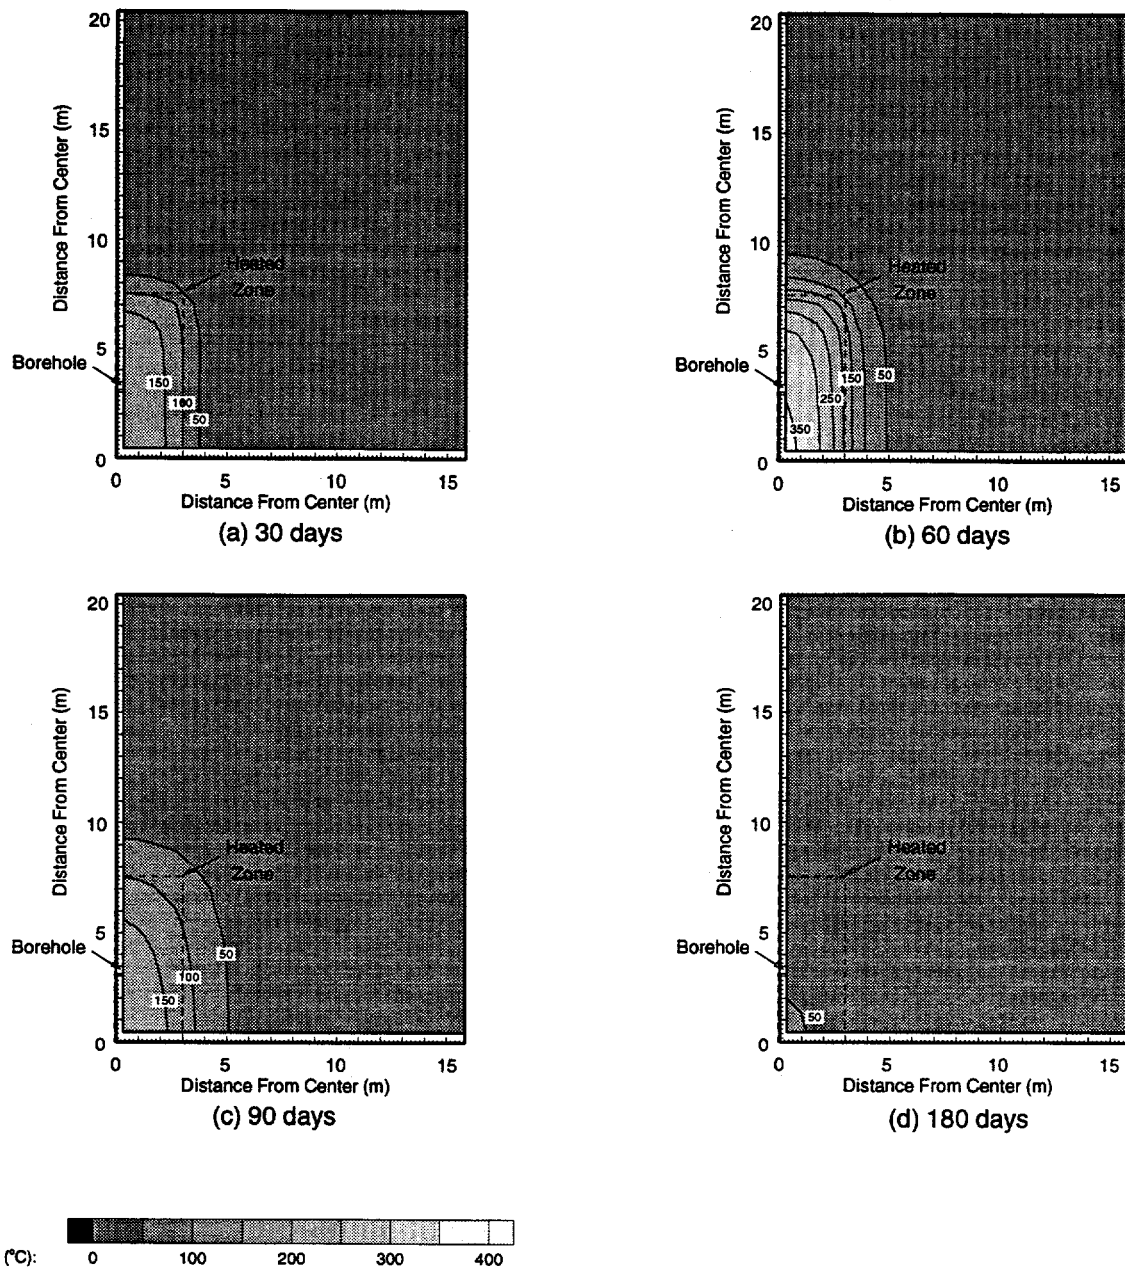 20
15
10
5
0
Distance From Center (m)
Heated
Zone
Borehole
150
100
50
0 5 10 15
Distance From Center (m)
(a) 30 days
20
15
10
5
0
Distance From Center (m)
Heated
Zone
Borehole
50
150
250
350
0 5 10 15
Distance From Center (m)
(b) 60 days
20
15
10
5
0
Distance From Center (m)
Heated
Zone
Borehole
50
100
150
0 5 10 15
Distance From Center (m)
(c) 90 days
20
15
10
5
0
Distance From Center (m)
Heated
Zone
Borehole
50
0 5 10 15
Distance From Center (m)
(d) 180 days
(°C): 0 100 200 300 400